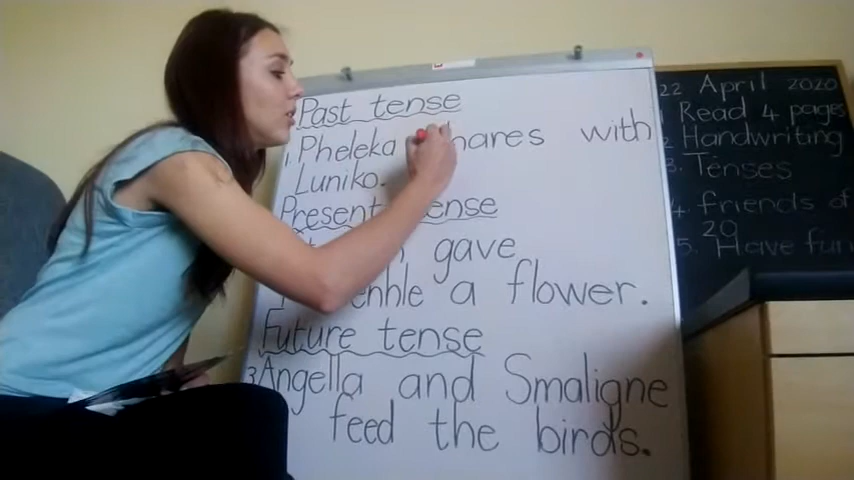 Past tense
1. Pheleka shares with
Luniko.
Present tense
gave
a flower.
Future tense
3. Angella and Smaligne
feed the birds.
22 April 2020
1 Read 4 pages
2 Handwriting
3. Tenses
4. friends of
20
5. Have fun